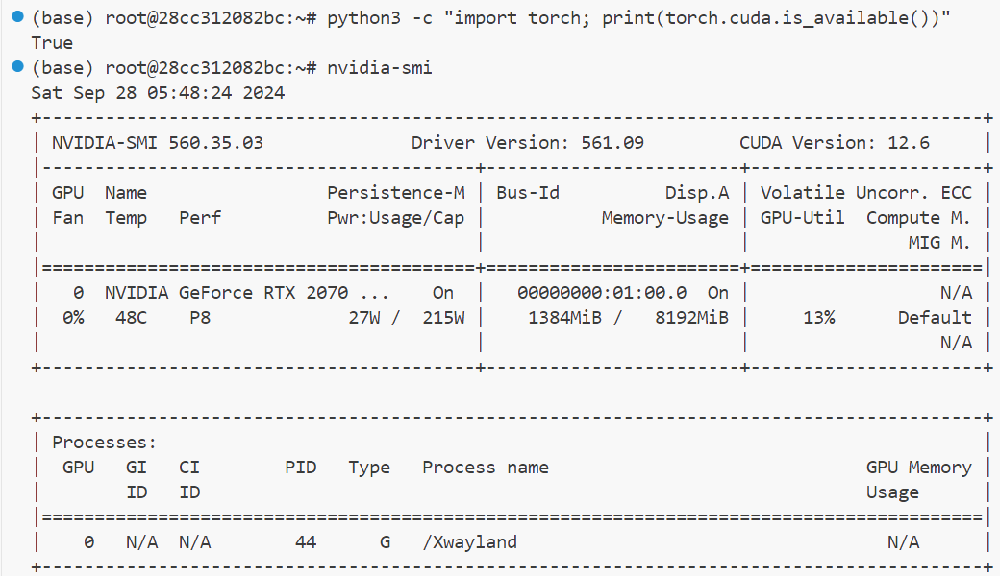 (base) root@28cc312082bc:~# python3 -c "import torch; print(torch.cuda.is_available())"
True
(base) root@28cc312082bc:~# nvidia-smi
Sat Sep 28 05:48:24 2024
+-----------------------------------------------------------------------------------------+
| NVIDIA-SMI 560.35.03              Driver Version: 561.09         CUDA Version: 12.6     |
|-----------------------------------------+------------------------+----------------------+
| GPU  Name                 Persistence-M | Bus-Id          Disp.A | Volatile Uncorr. ECC |
| Fan  Temp   Perf          Pwr:Usage/Cap |           Memory-Usage | GPU-Util  Compute M. |
|                                         |                        |               MIG M. |
|=========================================+========================+======================|
|   0  NVIDIA GeForce RTX 2070 ...    On  |   00000000:01:00.0  On |                  N/A |
|  0%   48C    P8             27W /  215W |    1384MiB /   8192MiB |     13%      Default |
|                                         |                        |                  N/A |
+-----------------------------------------+------------------------+----------------------+

+-----------------------------------------------------------------------------------------+
| Processes:                                                                              |
|  GPU   GI   CI        PID   Type   Process name                              GPU Memory |
|        ID   ID                                                               Usage      |
|=========================================================================================|
|    0   N/A  N/A        44      G   /Xwayland                                   N/A      |
+-----------------------------------------------------------------------------------------+